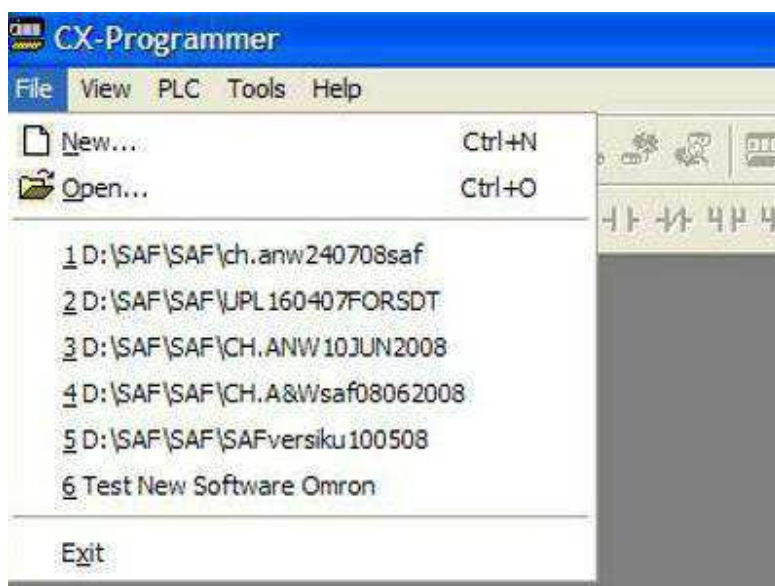 CX-Programmer
File View PLC Tools Help
New... Ctrl+N
Open... Ctrl+O
1 D:\SAF\SAF\ch.anw240708saf
2 D:\SAF\SAF\UPL160407FORSDT
3 D:\SAF\SAF\CH.ANW10JUN2008
4 D:\SAF\SAF\CH.A&Wsaf08062008
5 D:\SAF\SAF\SAFversiku100508
6 Test New Software Omron
Exit